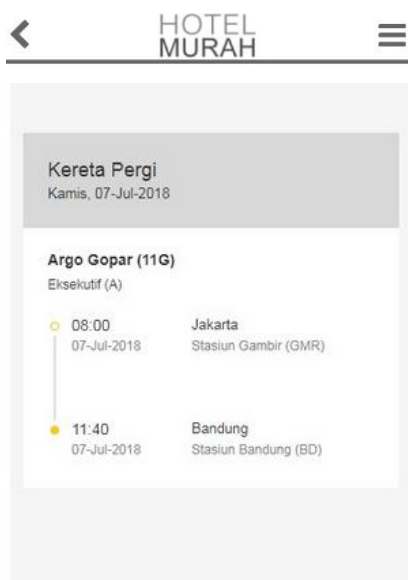 HOTEL
MURAH
Kereta Pergi
Kamis, 07-Jul-2018
Argo Gopar (11G)
Eksekutif (A)
08:00 Jakarta
07-Jul-2018 Stasiun Gambir (GMR)
11:40 Bandung
07-Jul-2018 Stasiun Bandung (BD)